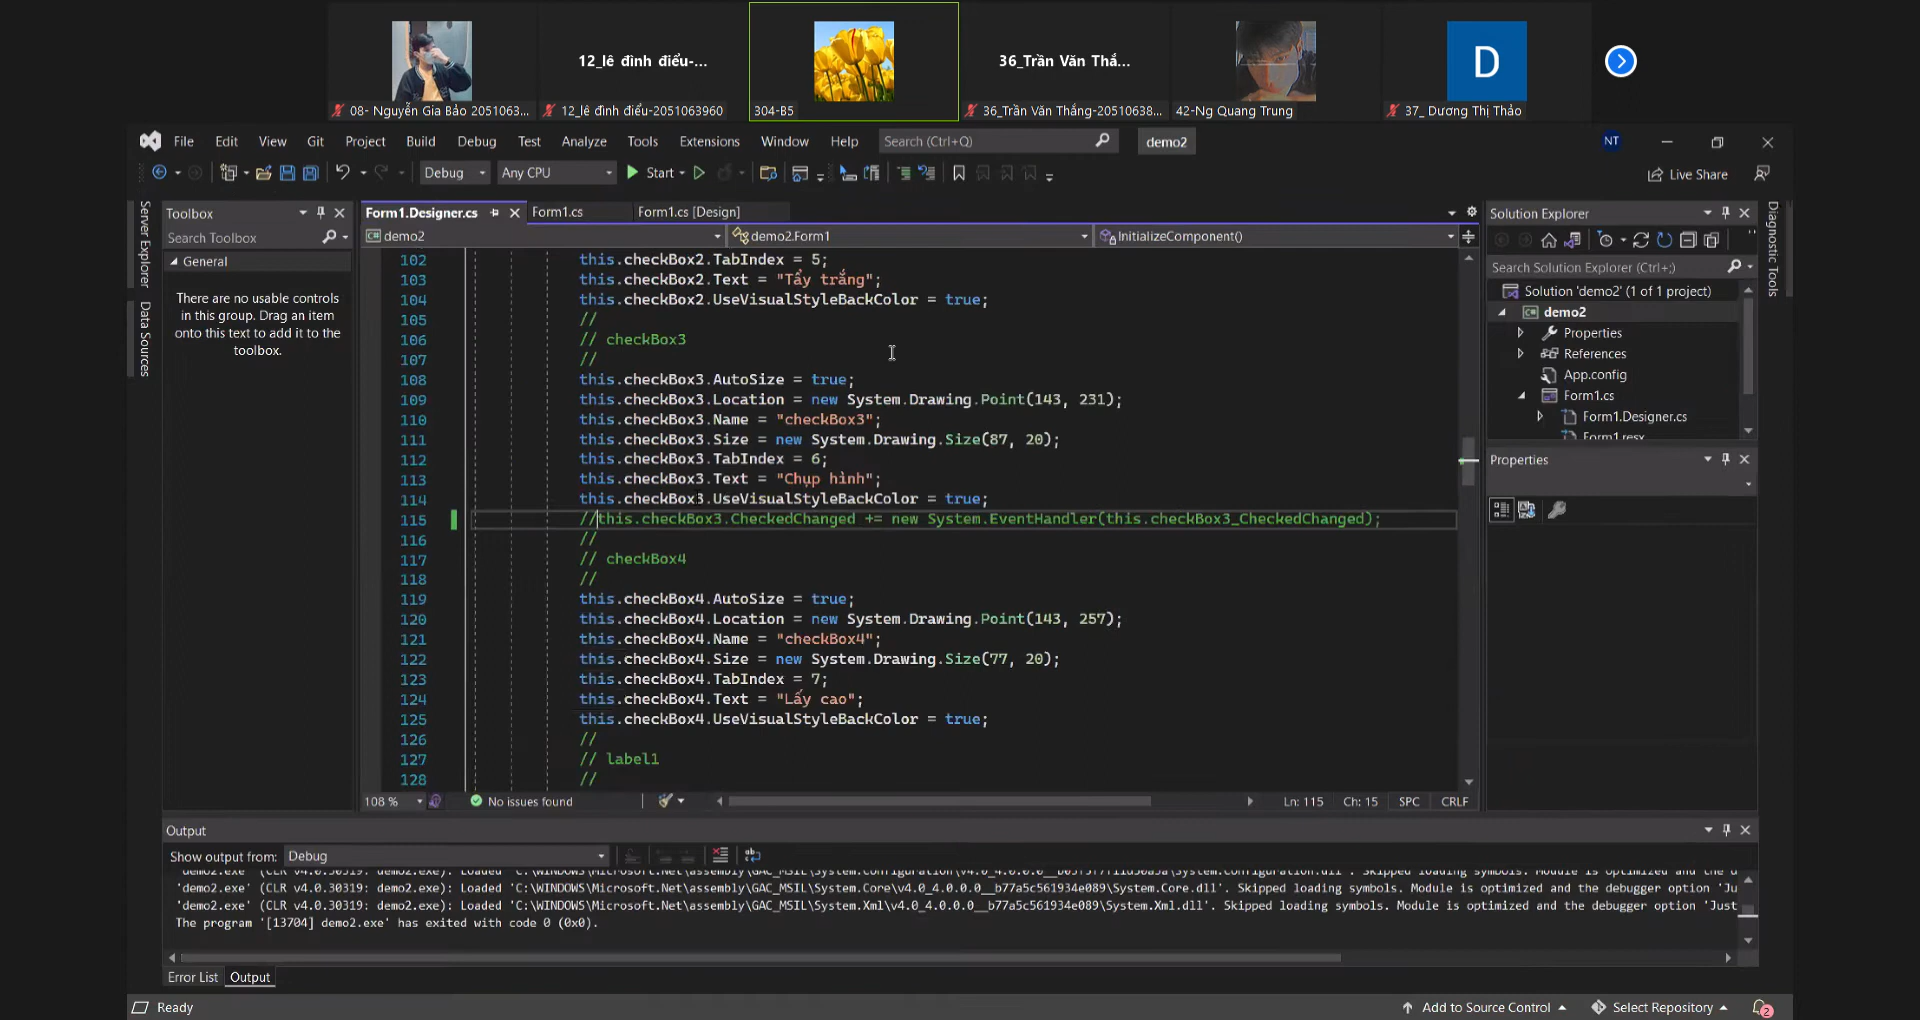 12_lê đình điểu-...
36_Trần Văn Thắ...
D
08- Nguyễn Gia Bảo 2051063...
12_lê đình điểu-2051063960
304-B5
36_Trần Văn Thắng-20510638...
42-Ng Quang Trung
37_ Dương Thị Thảo
File Edit View Git Project Build Debug Test Tools Analyze Extensions Window Help Search (Ctrl+Q) demo2 NT
Debug Any CPU Start Live Share
Server Explorer
Data Sources
Toolbox
Search Toolbox
General
There are no usable controls
in this group. Drag an item
onto this text to add it to the
toolbox.
Form1.Designer.cs Form1.cs Form1.cs [Design]
demo2 demo2.Form1 InitializeComponent()
102 this.checkBox2.TabIndex = 5;
103 this.checkBox2.Text = "Tẩy trắng";
104 this.checkBox2.UseVisualStyleBackColor = true;
105 //
106 // checkBox3
107 //
108 this.checkBox3.AutoSize = true;
109 this.checkBox3.Location = new System.Drawing.Point(143, 231);
110 this.checkBox3.Name = "checkBox3";
111 this.checkBox3.Size = new System.Drawing.Size(87, 20);
112 this.checkBox3.TabIndex = 6;
113 this.checkBox3.Text = "Chụp hình";
114 this.checkBox3.UseVisualStyleBackColor = true;
115 //this.checkBox3.CheckedChanged += new System.EventHandler(this.checkBox3_CheckedChanged);
116 //
117 // checkBox4
118 //
119 this.checkBox4.AutoSize = true;
120 this.checkBox4.Location = new System.Drawing.Point(143, 257);
121 this.checkBox4.Name = "checkBox4";
122 this.checkBox4.Size = new System.Drawing.Size(77, 20);
123 this.checkBox4.TabIndex = 7;
124 this.checkBox4.Text = "Lấy cao";
125 this.checkBox4.UseVisualStyleBackColor = true;
126 //
127 // label1
128 //
108 % No issues found Ln: 115 Ch: 15 SPC CRLF
Solution Explorer
Search Solution Explorer (Ctrl+;)
Solution 'demo2' (1 of 1 project)
demo2
Properties
References
App.config
Form1.cs
Form1.Designer.cs
Form1.resx
Properties
Diagnostic Tools
Output
Show output from: Debug
'demo2.exe' (CLR v4.0.30319: demo2.exe): Loaded 'C:\WINDOWS\Microsoft.Net\assembly\GAC_MSIL\System.Core\v4.0_4.0.0.0__b77a5c561934e089\System.Core.dll'. Skipped loading symbols. Module is optimized and the debugger option 'Ju
'demo2.exe' (CLR v4.0.30319: demo2.exe): Loaded 'C:\WINDOWS\Microsoft.Net\assembly\GAC_MSIL\System.Xml\v4.0_4.0.0.0__b77a5c561934e089\System.Xml.dll'. Skipped loading symbols. Module is optimized and the debugger option 'Just
The program '[13704] demo2.exe' has exited with code 0 (0x0).
Error List Output
Ready Add to Source Control Select Repository 2